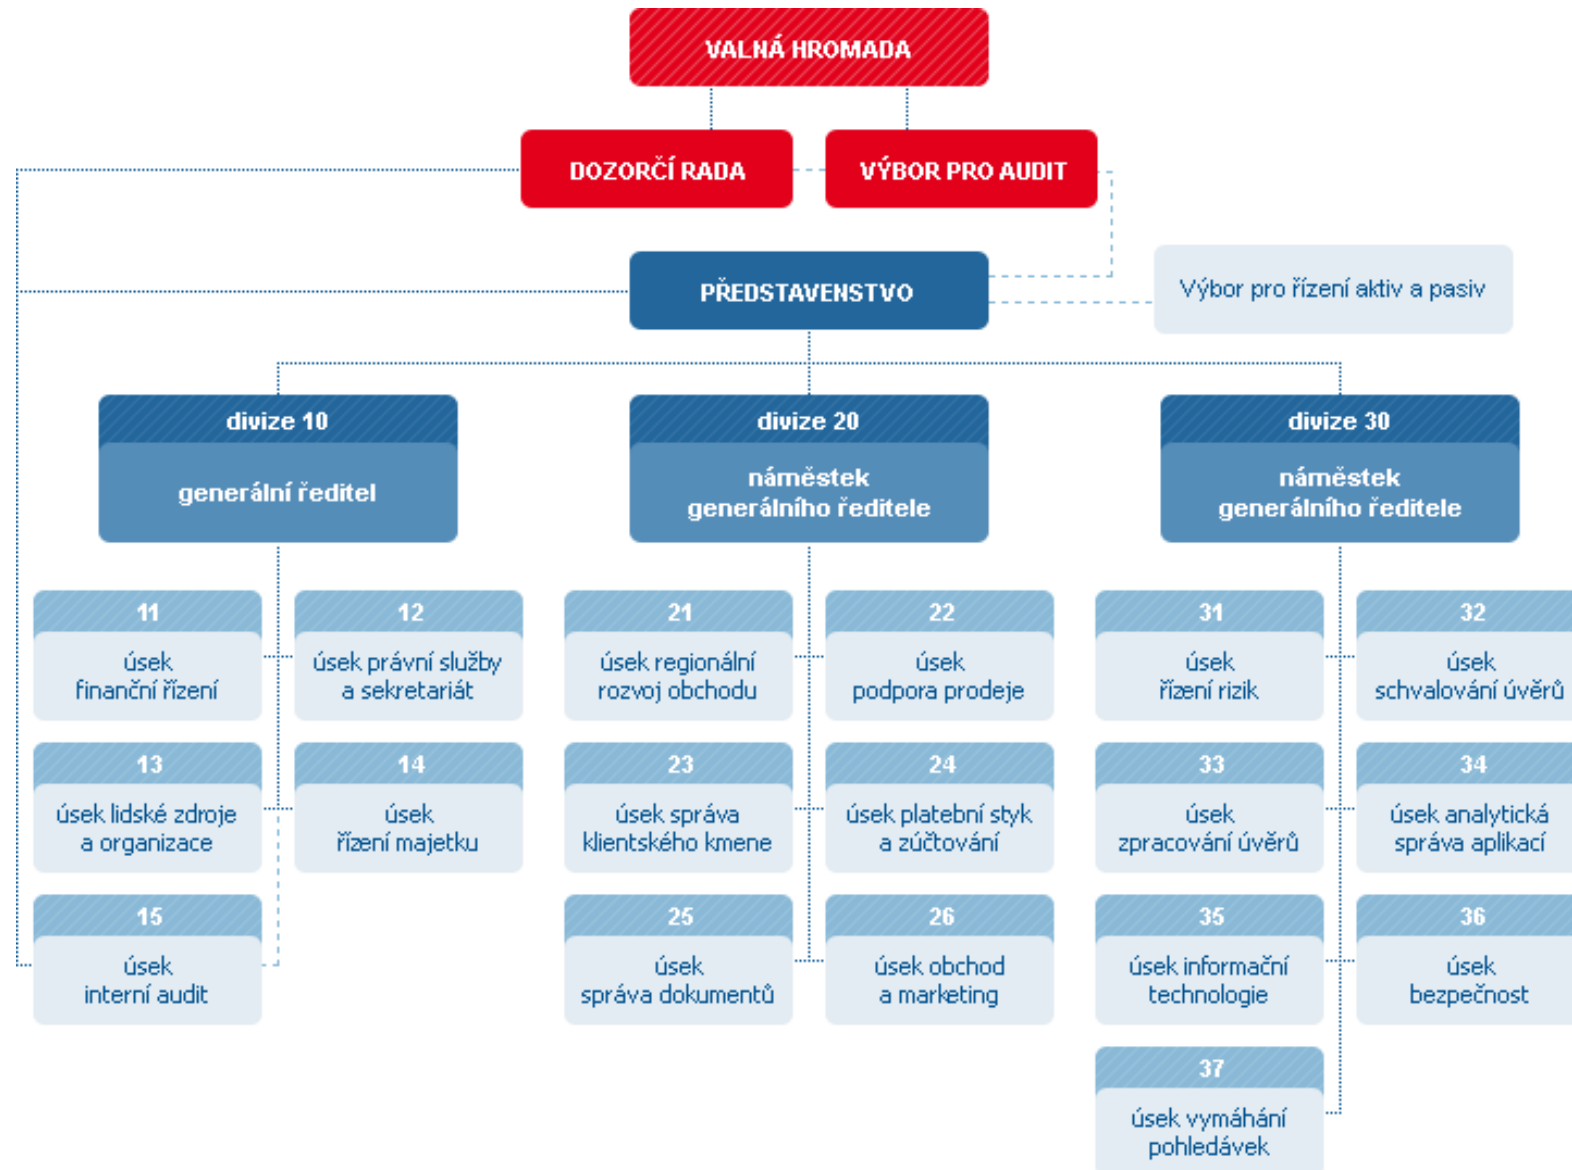 VALNÁ HROMADA
DOZORČÍ RADA
VÝBOR PRO AUDIT
PŘEDSTAVENSTVO
Výbor pro řízení aktiv a pasiv
divize 10
generální ředitel
divize 20
náměstek
generálního ředitele
divize 30
náměstek
generálního ředitele
11
úsek
finanční řízení
12
úsek právní služby
a sekretariát
21
úsek regionální
rozvoj obchodu
22
úsek
podpora prodeje
31
úsek
řízení rizik
32
úsek
schvalování úvěrů
13
úsek lidské zdroje
a organizace
14
úsek
řízení majetku
23
úsek správa
klientského kmene
24
úsek platební styk
a zúčtování
33
úsek
zpracování úvěrů
34
úsek analytická
správa aplikací
15
úsek
interní audit
25
úsek
správa dokumentů
26
úsek obchod
a marketing
35
úsek informační
technologie
36
úsek
bezpečnost
37
úsek vymáhání
pohledávek